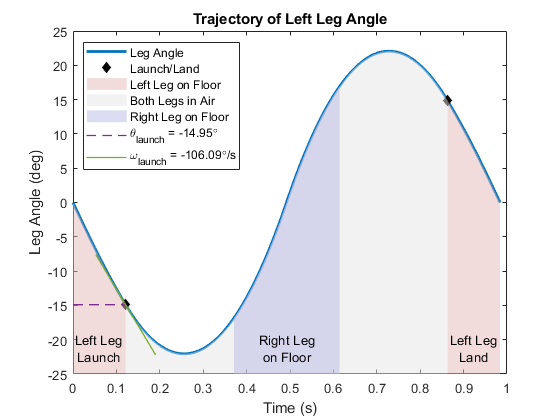 Trajectory of Left Leg Angle
Leg Angle
Launch/Land
Left Leg on Floor
Both Legs in Air
Right Leg on Floor
θlaunch = -14.95°
ωlaunch = -106.09°/s
Leg Angle (deg)
25
20
15
10
5
0
-5
-10
-15
-20
-25
Left Leg
Launch
Right Leg
on Floor
Left Leg
Land
0 0.1 0.2 0.3 0.4 0.5 0.6 0.7 0.8 0.9 1
Time (s)